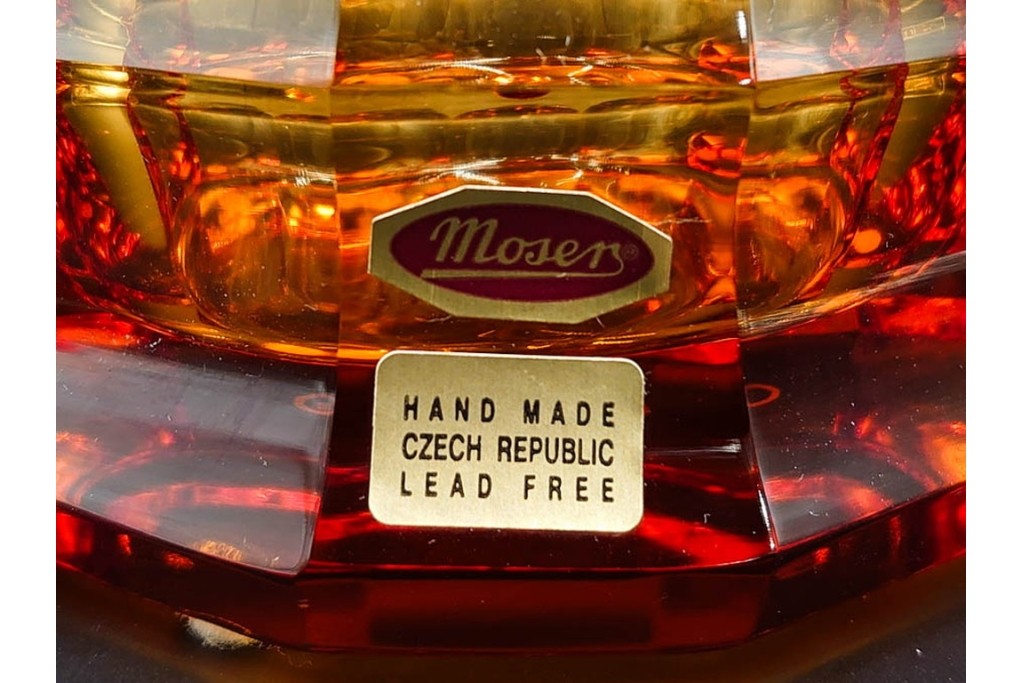 Moser®
HAND MADE
CZECH REPUBLIC
LEAD FREE